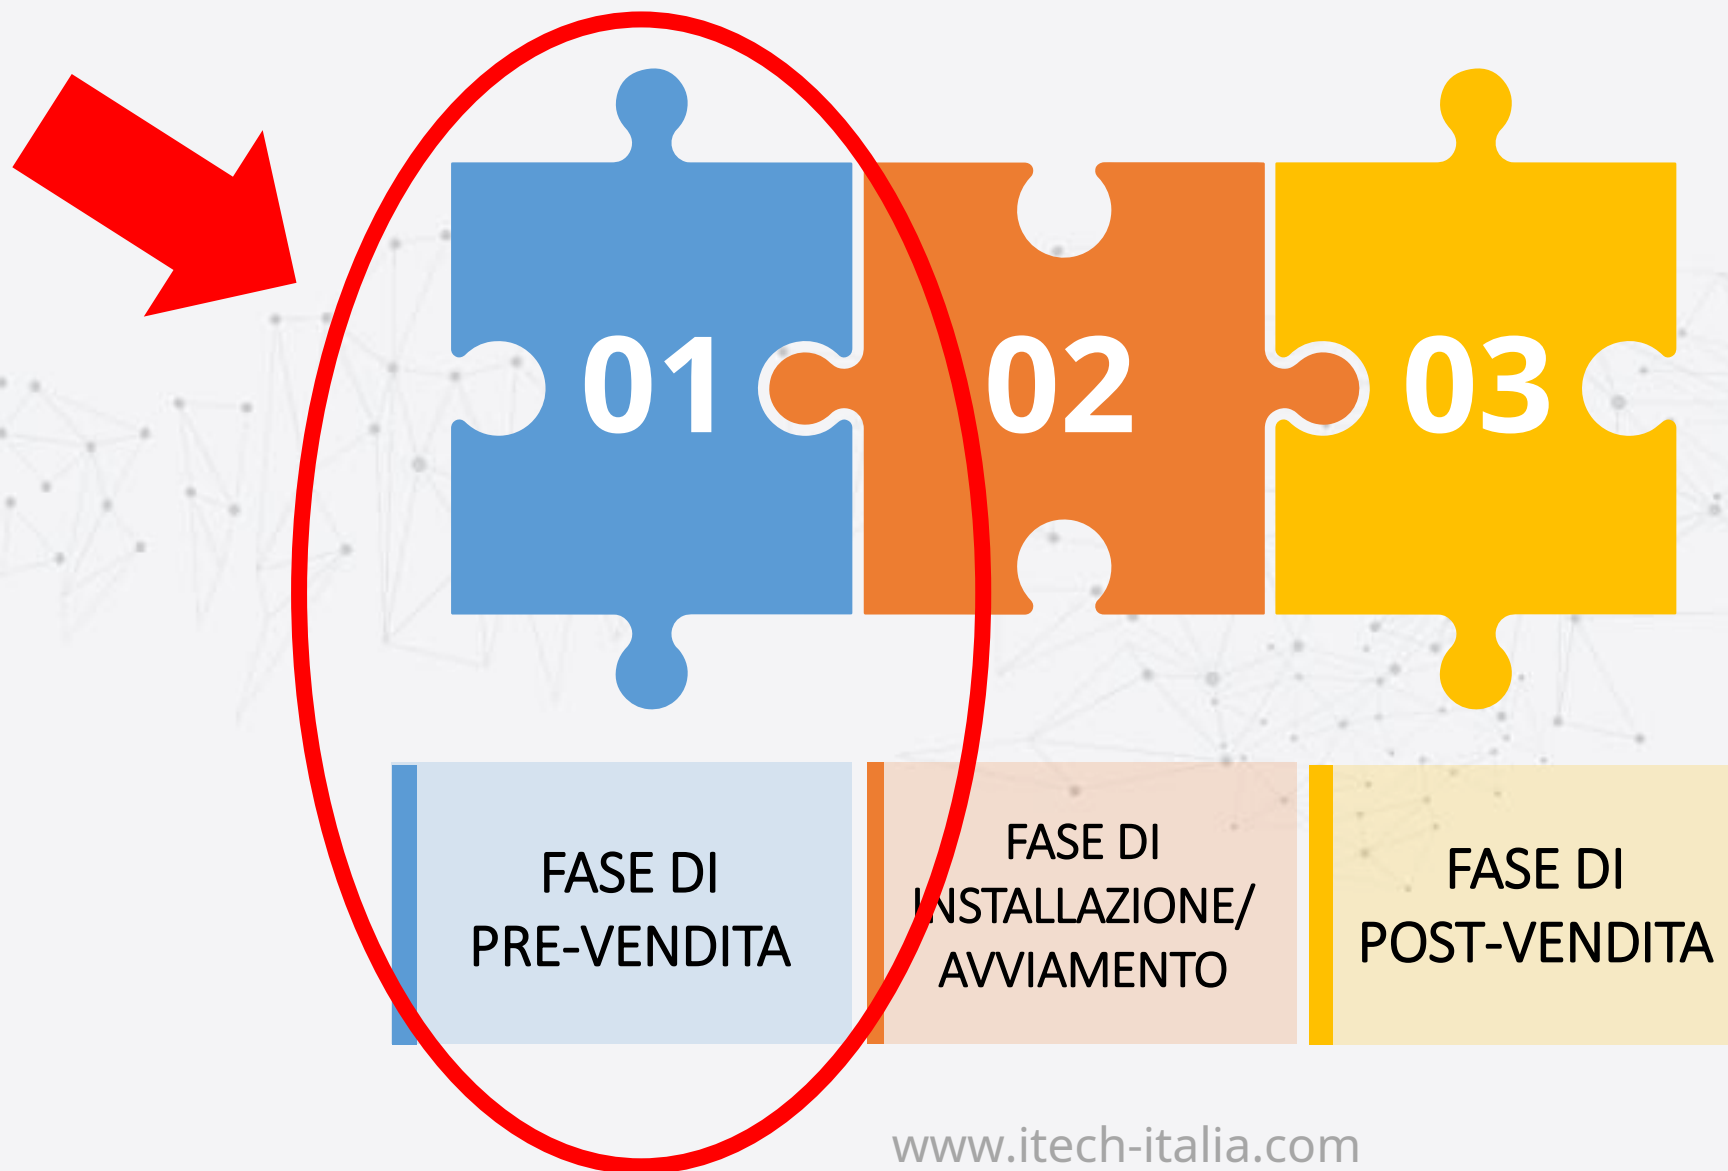 01
02
03
FASE DI
PRE-VENDITA
FASE DI
INSTALLAZIONE/
AVVIAMENTO
FASE DI
POST-VENDITA
www.itech-italia.com